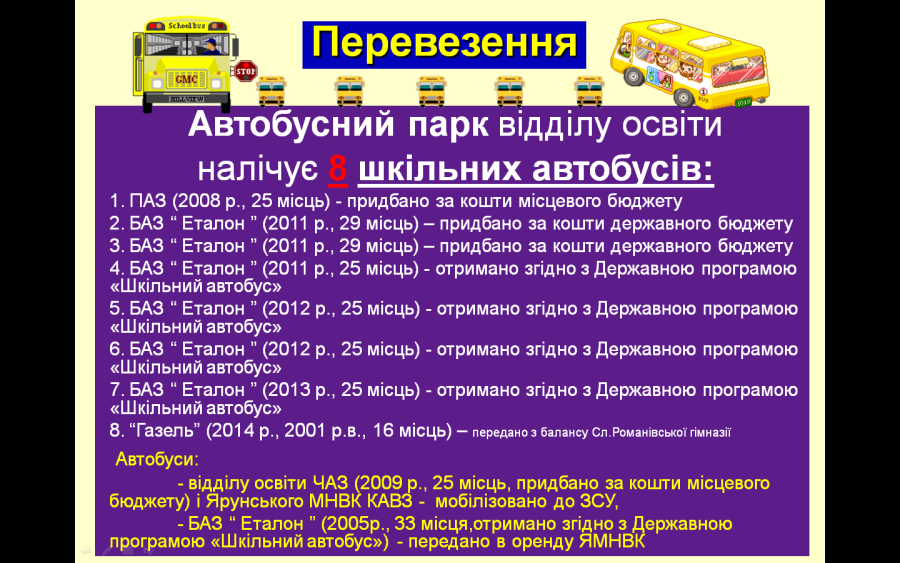 School bus
Перевезення
STOP
GMC
BUS
Автобусний парк відділу освіти
налічує 8 шкільних автобусів:
1. ПАЗ (2008 р., 25 місць) - придбано за кошти місцевого бюджету
2. БАЗ “ Еталон ” (2011 р., 29 місць) – придбано за кошти державного бюджету
3. БАЗ “ Еталон ” (2011 р., 29 місць) – придбано за кошти державного бюджету
4. БАЗ “ Еталон ” (2011 р., 25 місць) - отримано згідно з Державною програмою
«Шкільний автобус»
5. БАЗ “ Еталон ” (2012 р., 25 місць) - отримано згідно з Державною програмою
«Шкільний автобус»
6. БАЗ “ Еталон ” (2012 р., 25 місць) - отримано згідно з Державною програмою
«Шкільний автобус»
7. БАЗ “ Еталон ” (2013 р., 25 місць) - отримано згідно з Державною програмою
«Шкільний автобус»
8. “Газель” (2014 р., 2001 р.в., 16 місць) – передано з балансу Сл.Романівської гімназії
Автобуси:
- відділу освіти ЧАЗ (2009 р., 25 місць, придбано за кошти місцевого
бюджету) і Ярунського МНВК КАВЗ - мобілізовано до ЗСУ,
- БАЗ “ Еталон ” (2005р., 33 місця,отримано згідно з Державною
програмою «Шкільний автобус») - передано в оренду ЯМНВК